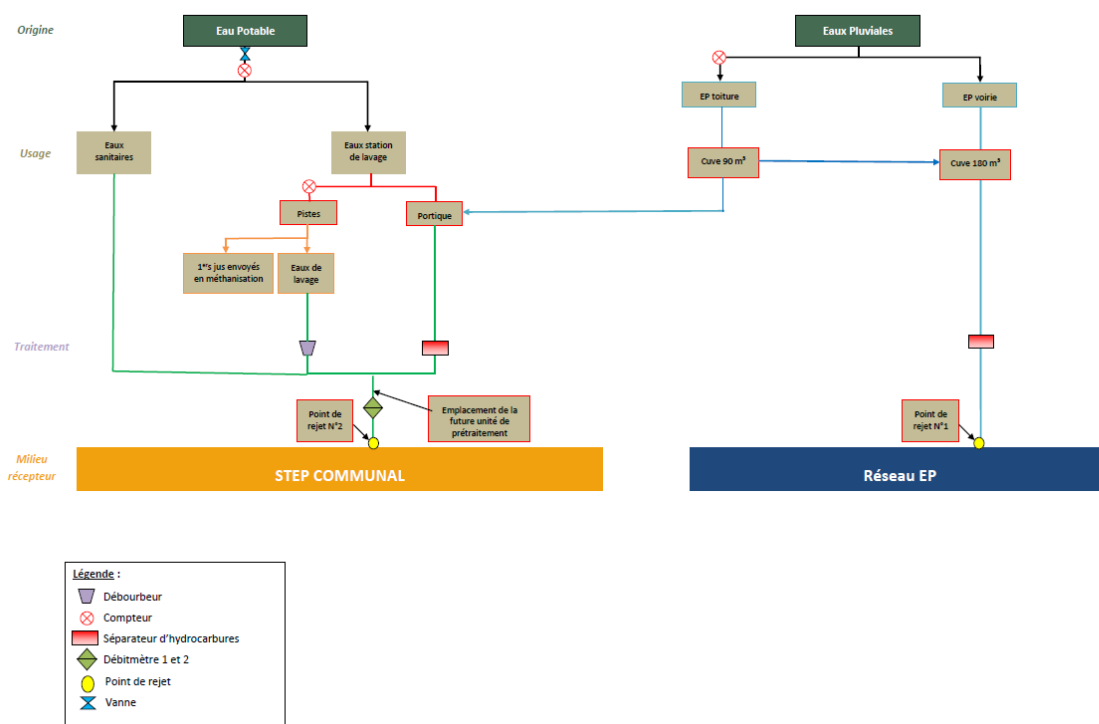 Origine
Eau Potable
Eaux Pluviales
EP toiture
EP voirie
Usage
Eaux
sanitaires
Eaux station
de lavage
Cuve 90 m³
Cuve 180 m³
Pistes
Portique
1ᵉʳs jus envoyés
en méthanisation
Eaux de
lavage
Traitement
Point de
rejet N°2
Emplacement de la
future unité de
prétraitement
Point de
rejet N°1
Milieu
récepteur
STEP COMMUNAL
Réseau EP
Légende :
Débourbeur
Compteur
Séparateur d'hydrocarbures
Débitmètre 1 et 2
Point de rejet
Vanne